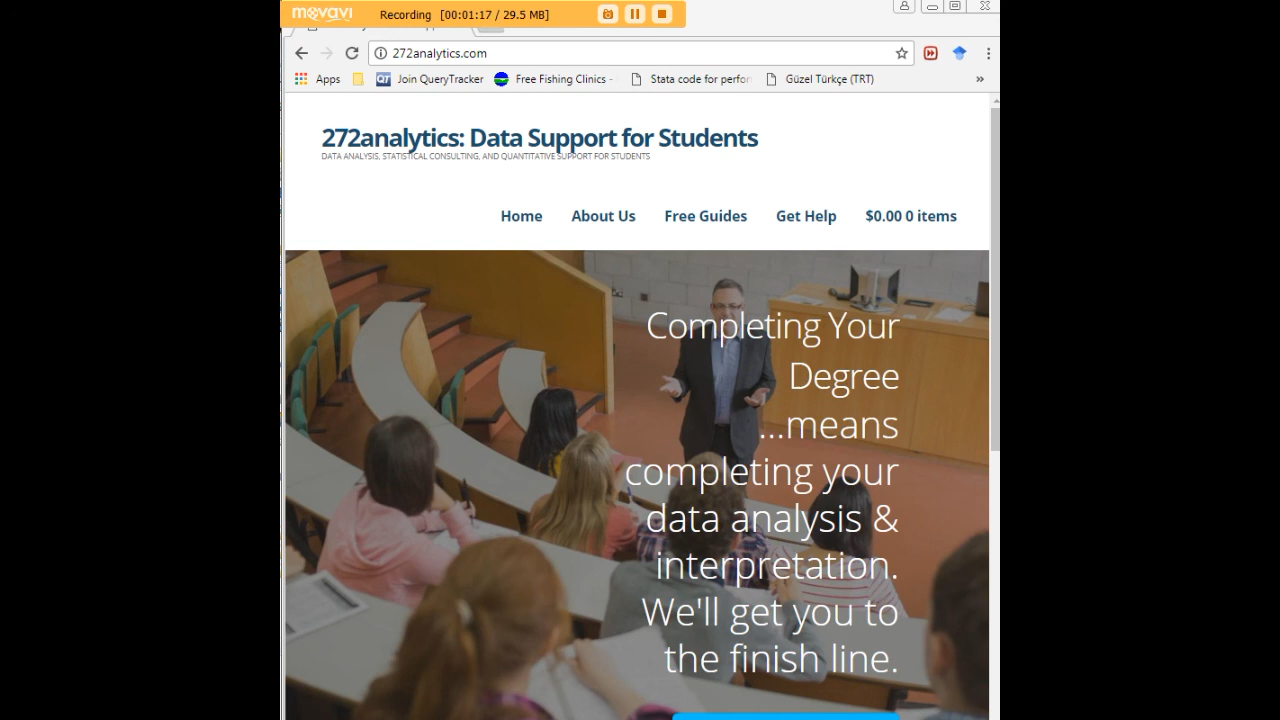 movavi Recording [00:01:17 / 29.5 MB]
272analytics.com
Apps Join QueryTracker Free Fishing Clinics - Stata code for perfor Güzel Türkçe (TRT) »
272analytics: Data Support for Students
DATA ANALYSIS, STATISTICAL CONSULTING, AND QUANTITATIVE SUPPORT FOR STUDENTS
Home About Us Free Guides Get Help $0.00 0 items
Completing Your
Degree
...means
completing your
data analysis &
interpretation.
We'll get you to
the finish line.